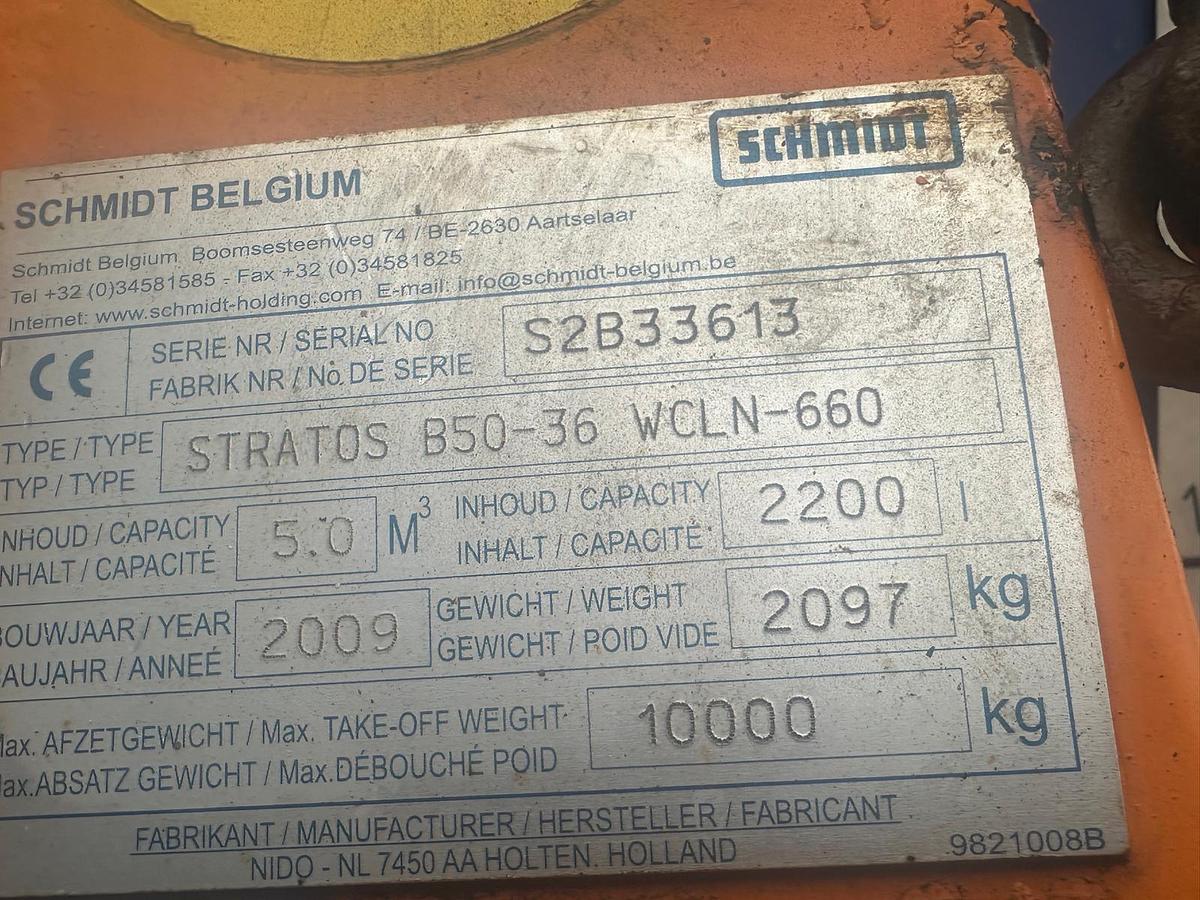 SCHMIDT
SCHMIDT BELGIUM
Schmidt Belgium Boomsesteenweg 74 / BE-2630 Aartselaar
Tel +32 (0)34581585 - Fax +32 (0)34581825
Internet: www.schmidt-holding.com E-mail: info@schmidt-belgium.be
CE
SERIE NR / SERIAL NO
FABRIK NR / No. DE SERIE
S2B33613
TYPE / TYPE
TYP / TYPE
STRATOS B50-36 WCLN-660
INHOUD / CAPACITY
INHALT / CAPACITÉ
5.0 M³
INHOUD / CAPACITY
INHALT / CAPACITÉ
2200 l
BOUWJAAR / YEAR
BAUJAHR / ANNEÉ
2009
GEWICHT / WEIGHT
GEWICHT / POID VIDE
2097 kg
Max. AFZETGEWICHT / Max. TAKE-OFF WEIGHT
Max.ABSATZ GEWICHT / Max.DÉBOUCHÉ POID
10000 kg
FABRIKANT / MANUFACTURER / HERSTELLER / FABRICANT
NIDO - NL 7450 AA HOLTEN. HOLLAND
9821008B